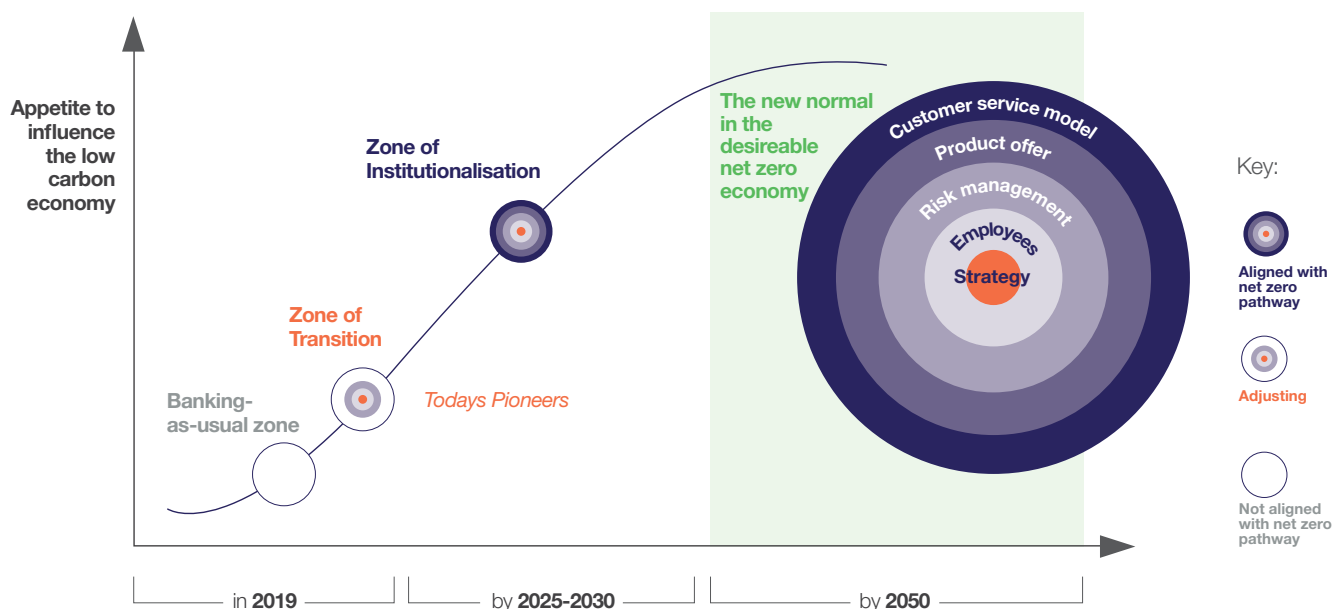 Appetite to
influence
the low
carbon
economy
Zone of
Institutionalisation
Zone of
Transition
Todays Pioneers
Banking-
as-usual zone
The new normal
in the
desireable
net zero
economy
Customer service model
Product offer
Risk management
Employees
Strategy
Key:
Aligned with
net zero
pathway
Adjusting
Not aligned
with net zero
pathway
in 2019
by 2025-2030
by 2050